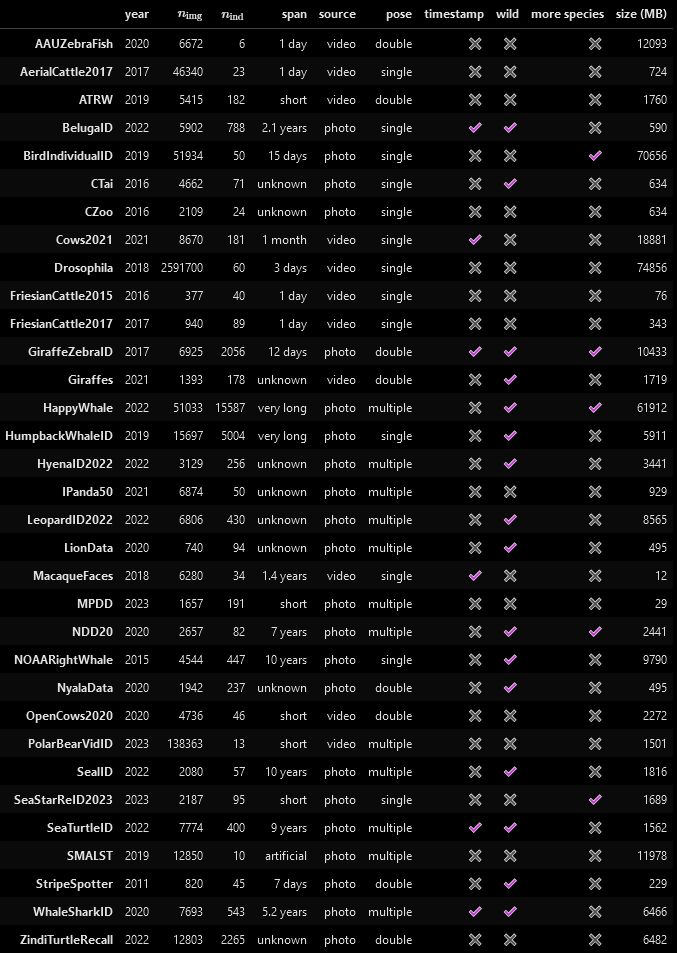 year n_img n_ind span source pose timestamp wild more species size (MB)
AAUZebraFish 2020 6672 6 1 day video double ✗ ✗ ✗ 12093
AerialCattle2017 2017 46340 23 1 day video single ✗ ✗ ✗ 724
ATRW 2019 5415 182 short video double ✗ ✗ ✗ 1760
BelugaID 2022 5902 788 2.1 years photo single ✓ ✓ ✗ 590
BirdIndividualID 2019 51934 50 15 days photo single ✗ ✗ ✓ 70656
CTai 2016 4662 71 unknown photo single ✗ ✓ ✗ 634
CZoo 2016 2109 24 unknown photo single ✗ ✗ ✗ 634
Cows2021 2021 8670 181 1 month video single ✓ ✗ ✗ 18881
Drosophila 2018 2591700 60 3 days video single ✗ ✗ ✗ 74856
FriesianCattle2015 2016 377 40 1 day video single ✗ ✗ ✗ 76
FriesianCattle2017 2017 940 89 1 day video single ✗ ✗ ✗ 343
GiraffeZebraID 2017 6925 2056 12 days photo double ✓ ✓ ✓ 10433
Giraffes 2021 1393 178 unknown video double ✗ ✓ ✗ 1719
HappyWhale 2022 51033 15587 very long photo multiple ✗ ✓ ✓ 61912
HumpbackWhaleID 2019 15697 5004 very long photo single ✗ ✓ ✗ 5911
HyenaID2022 2022 3129 256 unknown photo multiple ✗ ✓ ✗ 3441
IPanda50 2021 6874 50 unknown photo multiple ✗ ✗ ✗ 929
LeopardID2022 2022 6806 430 unknown photo multiple ✗ ✓ ✗ 8565
LionData 2020 740 94 unknown photo multiple ✗ ✓ ✗ 495
MacaqueFaces 2018 6280 34 1.4 years video single ✓ ✗ ✗ 12
MPDD 2023 1657 191 short photo multiple ✗ ✗ ✗ 29
NDD20 2020 2657 82 7 years photo multiple ✗ ✓ ✓ 2441
NOAARightWhale 2015 4544 447 10 years photo single ✗ ✓ ✗ 9790
NyalaData 2020 1942 237 unknown photo double ✗ ✓ ✗ 495
OpenCows2020 2020 4736 46 short video double ✗ ✗ ✗ 2272
PolarBearVidID 2023 138363 13 short video multiple ✗ ✗ ✗ 1501
SealID 2022 2080 57 10 years photo multiple ✗ ✓ ✗ 1816
SeaStarReID2023 2023 2187 95 short photo single ✗ ✗ ✓ 1689
SeaTurtleID 2022 7774 400 9 years photo multiple ✓ ✓ ✗ 1562
SMALST 2019 12850 10 artificial photo multiple ✗ ✗ ✗ 11978
StripeSpotter 2011 820 45 7 days photo double ✗ ✓ ✗ 229
WhaleSharkID 2020 7693 543 5.2 years photo multiple ✓ ✓ ✗ 6466
ZindiTurtleRecall 2022 12803 2265 unknown photo double ✗ ✗ ✗ 6482